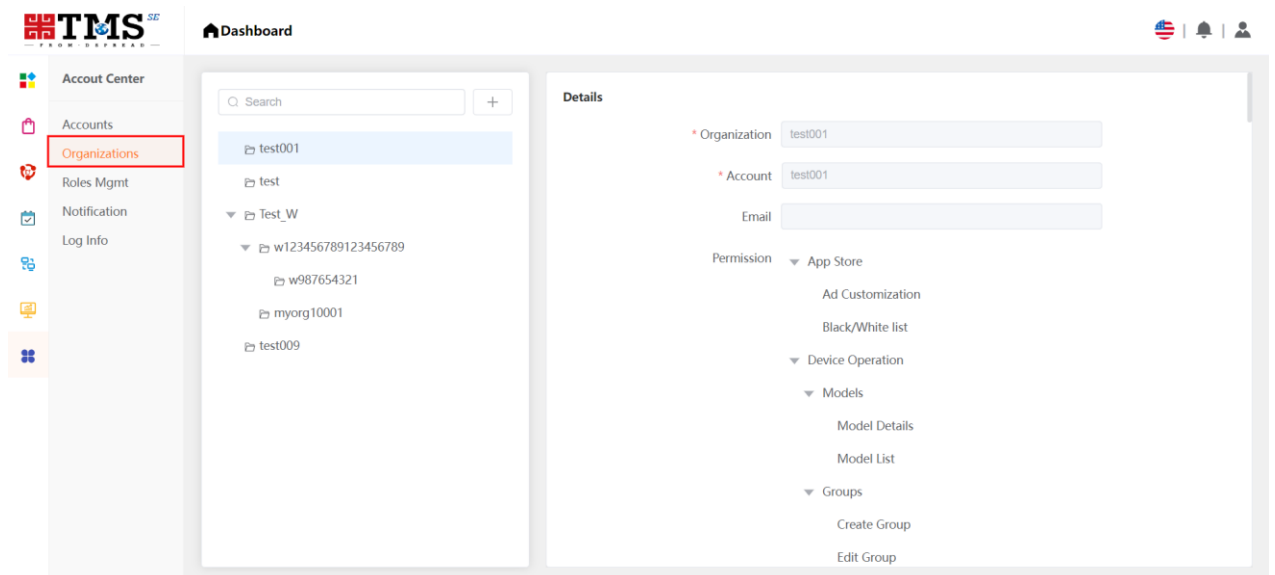 TMS SE
FROM·DSPREAD
Dashboard
Accout Center
Accounts
Organizations
Roles Mgmt
Notification
Log Info
Search
test001
test
Test_W
w123456789123456789
w987654321
myorg10001
test009
Details
* Organization test001
* Account test001
Email
Permission
App Store
Ad Customization
Black/White list
Device Operation
Models
Model Details
Model List
Groups
Create Group
Edit Group